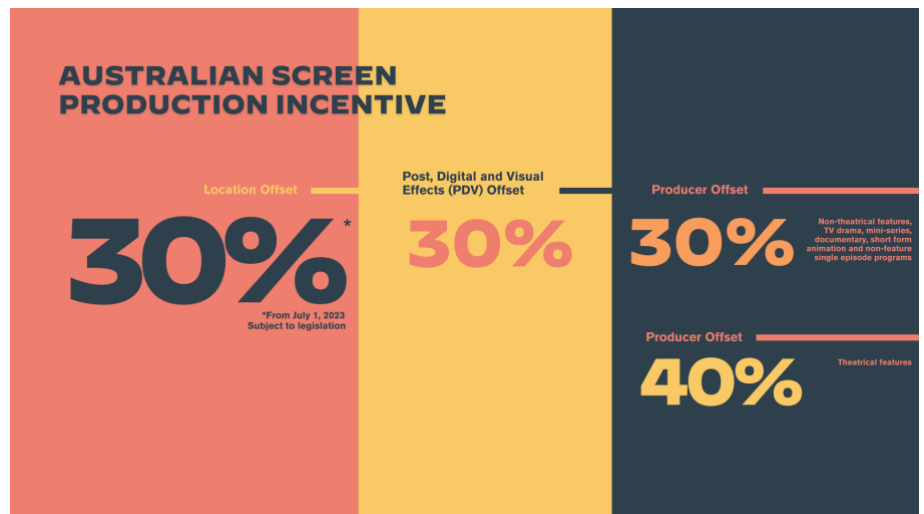 AUSTRALIAN SCREEN
PRODUCTION INCENTIVE
Location Offset
30%*
*From July 1, 2023
Subject to legislation
Post, Digital and Visual
Effects (PDV) Offset
30%
Producer Offset
30%
Non-theatrical features,
TV drama, mini-series,
documentary, short form
animation and non-feature
single episode programs
Producer Offset
40%
Theatrical features